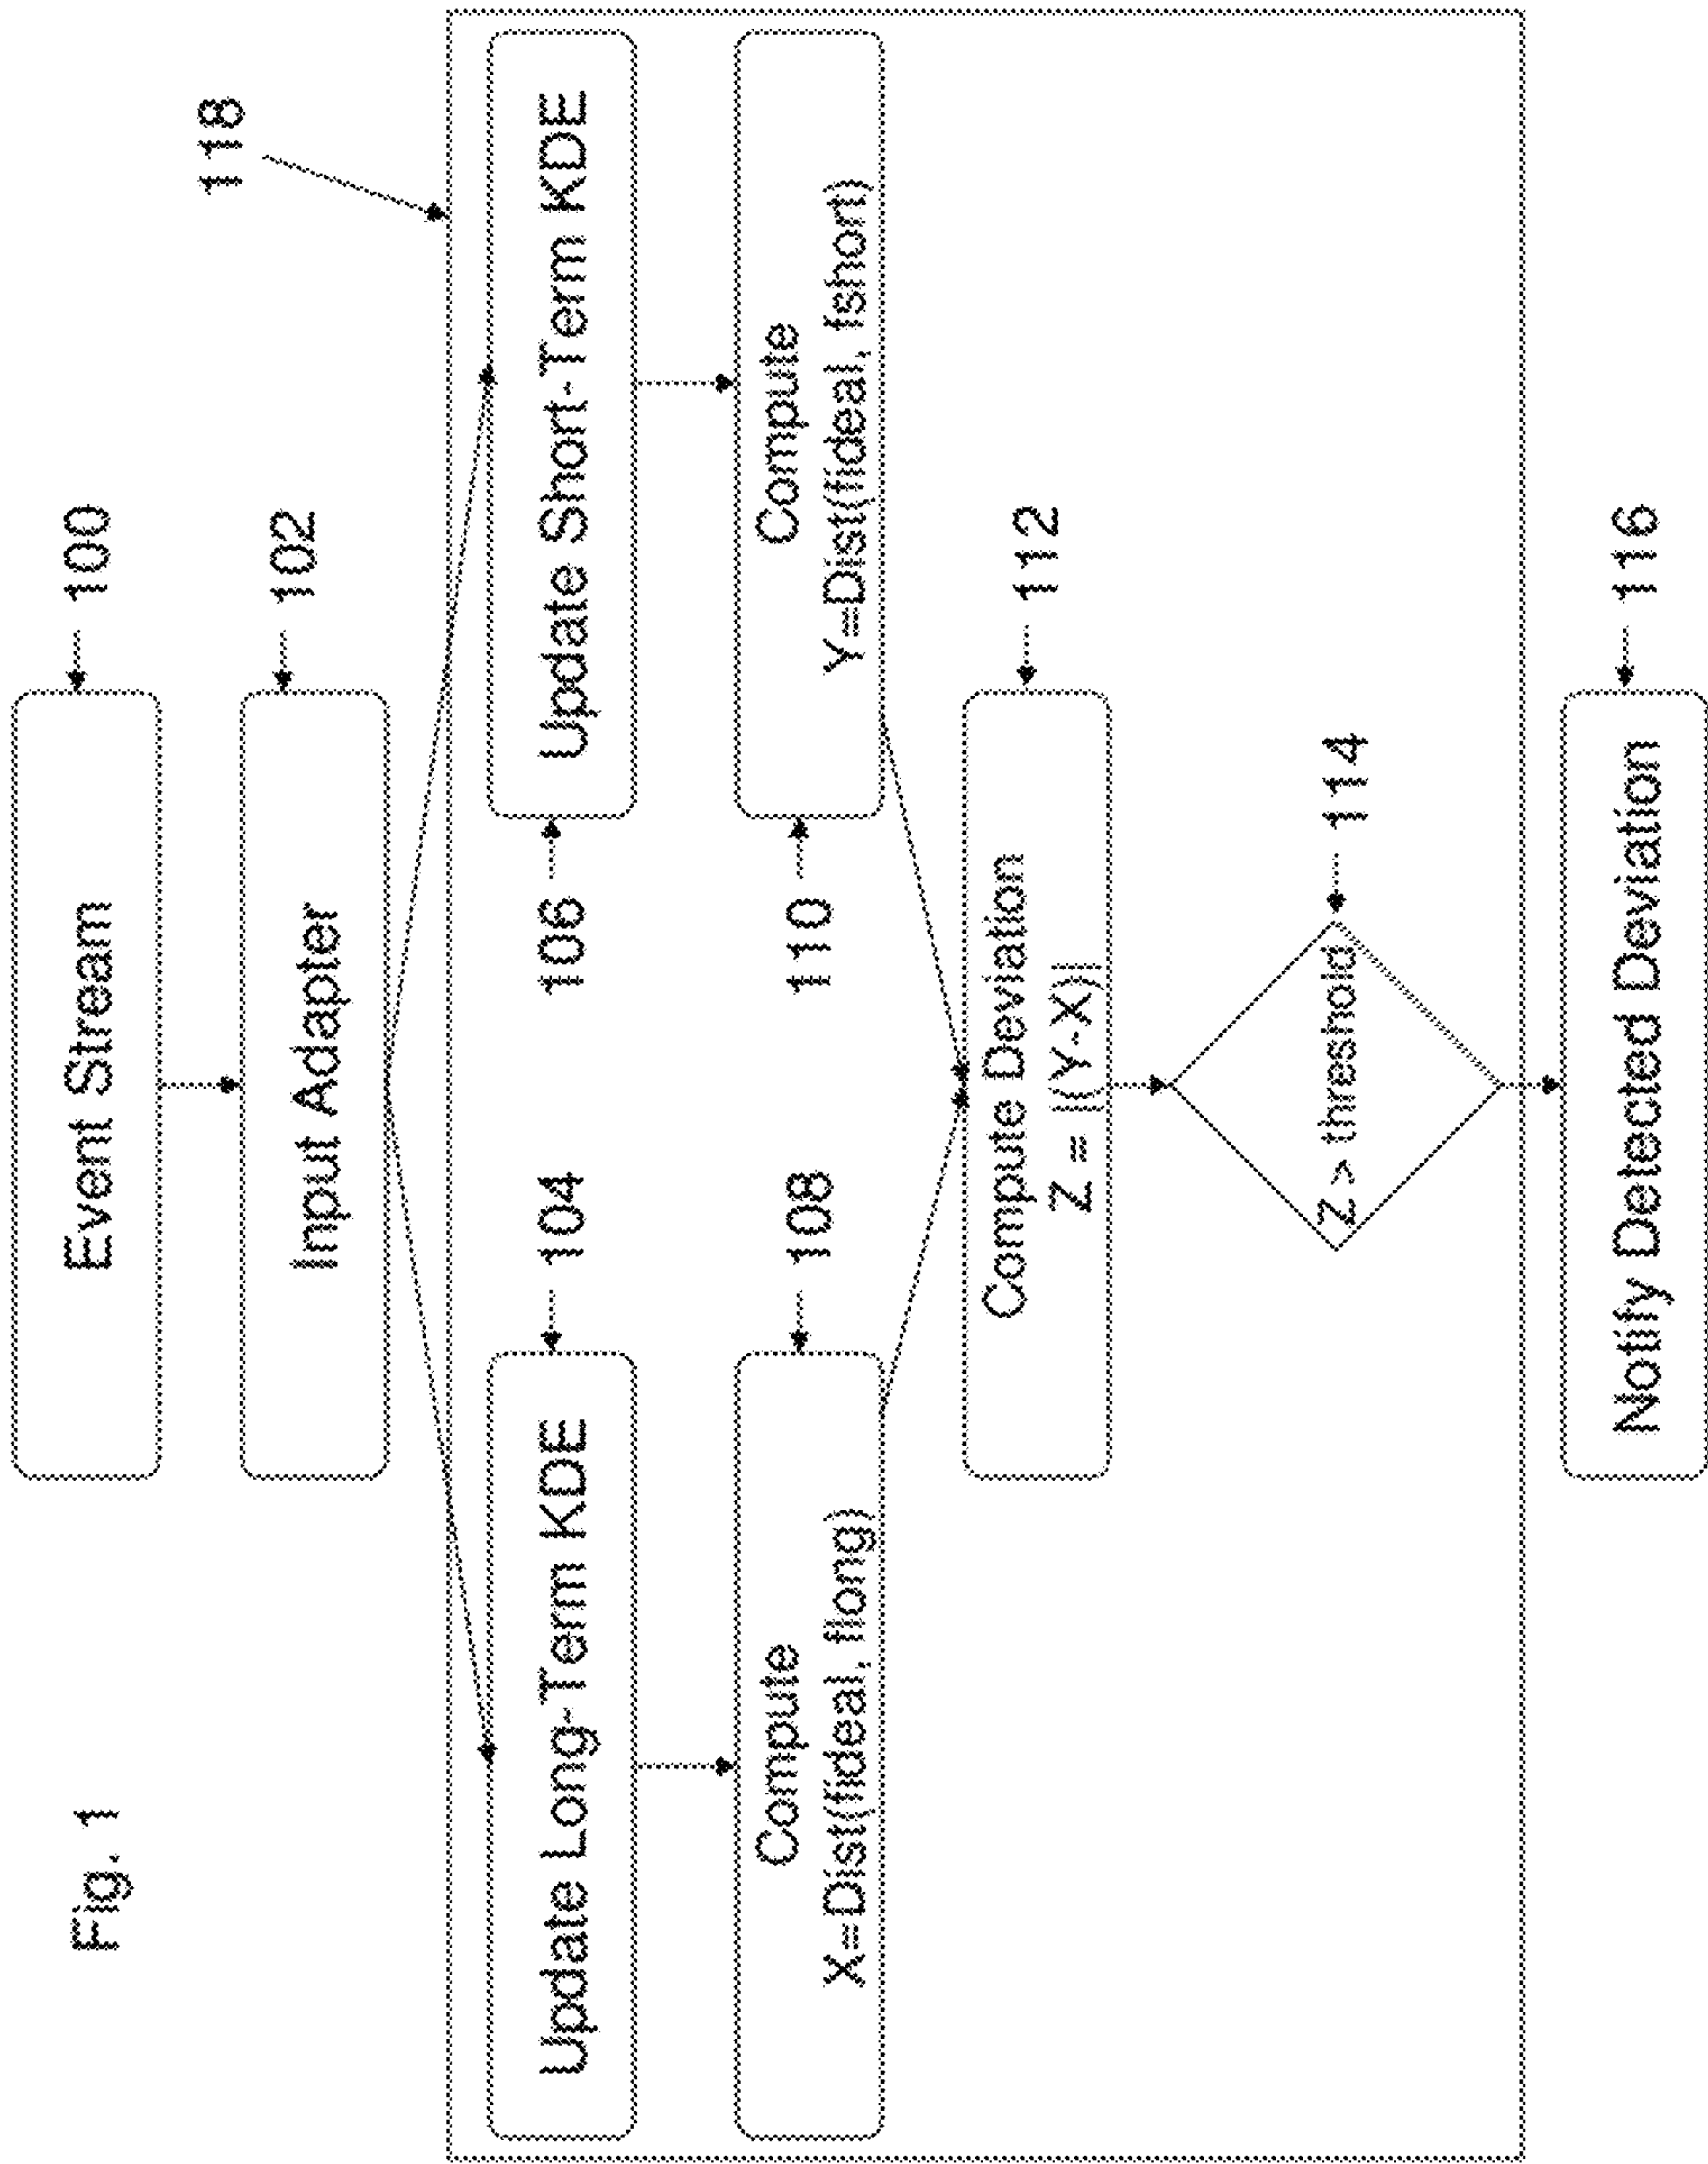 Fig. 1
Event Stream
100
Input Adapter
102
118
Update Long-Term KDE
104
106
Update Short-Term KDE
Compute
X=Dist(fideal, flong)
108
110
Compute
Y=Dist(fideal, fshort)
Compute Deviation
Z = |(Y-X)|
112
Z > threshold
114
Notify Detected Deviation
116